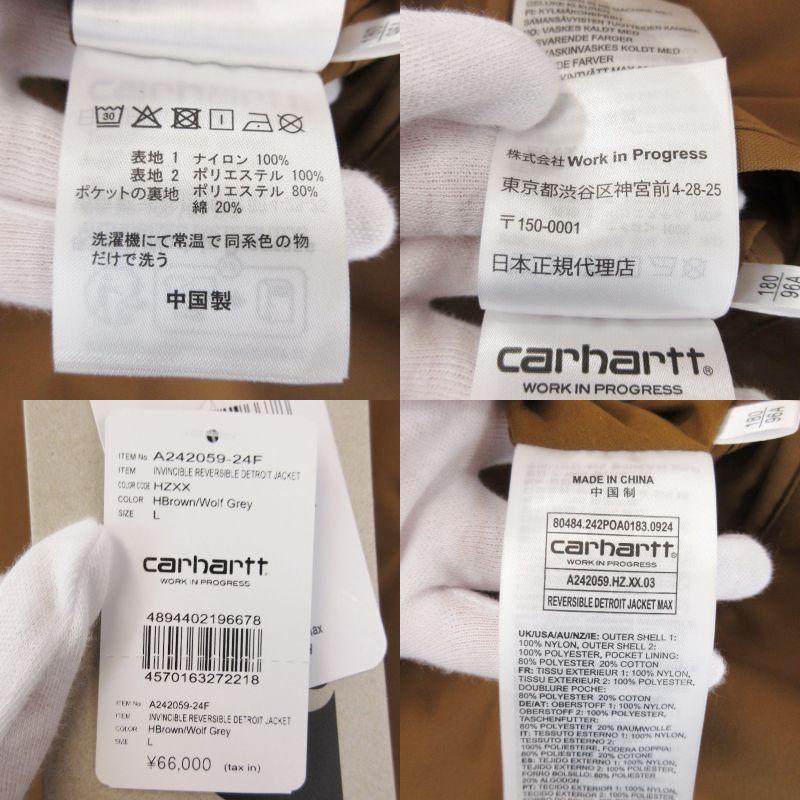 30
表地 1 ナイロン 100%
表地 2 ポリエステル 100%
ポケットの裏地 ポリエステル 80%
綿 20%
洗濯機にて常温で同系色の物
だけで洗う
中国製
株式会社 Work in Progress
東京都渋谷区神宮前4-28-25
〒150-0001
日本正規代理店
180
96A
carhartt®
WORK IN PROGRESS
ITEM No. A242059-24F
ITEM INVINCIBLE REVERSIBLE DETROIT JACKET
COLOR CODE HZXX
COLOR HBrown/Wolf Grey
SIZE L
carhartt®
WORK IN PROGRESS
4894402196678
4570163272218
ITEM No. A242059-24F
ITEM INVINCIBLE REVERSIBLE DETROIT JACKET
COLOR HBrown/Wolf Grey
SIZE L
¥66,000 (tax in)
180
96A
MADE IN CHINA
中国制
80484.242POA0183.0924
carhartt®
WORK IN PROGRESS
A242059.HZ.XX.03
REVERSIBLE DETROIT JACKET MAX
UK/USA/AU/NZ/IE: OUTER SHELL 1:
100% NYLON, OUTER SHELL 2:
100% POLYESTER, POCKET LINING:
80% POLYESTER 20% COTTON
FR: TISSU EXTERIEUR 1: 100% NYLON,
TISSU EXTERIEUR 2: 100% POLYESTER,
DOUBLURE POCHE:
80% POLYESTER 20% COTON
DE/AT: OBERSTOFF 1: 100% NYLON,
OBERSTOFF 2: 100% POLYESTER,
TASCHENFUTTER:
80% POLYESTER 20% BAUMWOLLE
IT: TESSUTO ESTERNO 1: 100% NYLON,
TESSUTO ESTERNO 2:
100% POLIESTERE, FODERA DOPPIA:
80% POLIESTERE 20% COTONE
ES: TEJIDO EXTERNO 1: 100% NYLON,
TEJIDO EXTERNO 2: 100% POLIESTER,
FORRO BOLSILLO: 80% POLIESTER
20% ALGODON